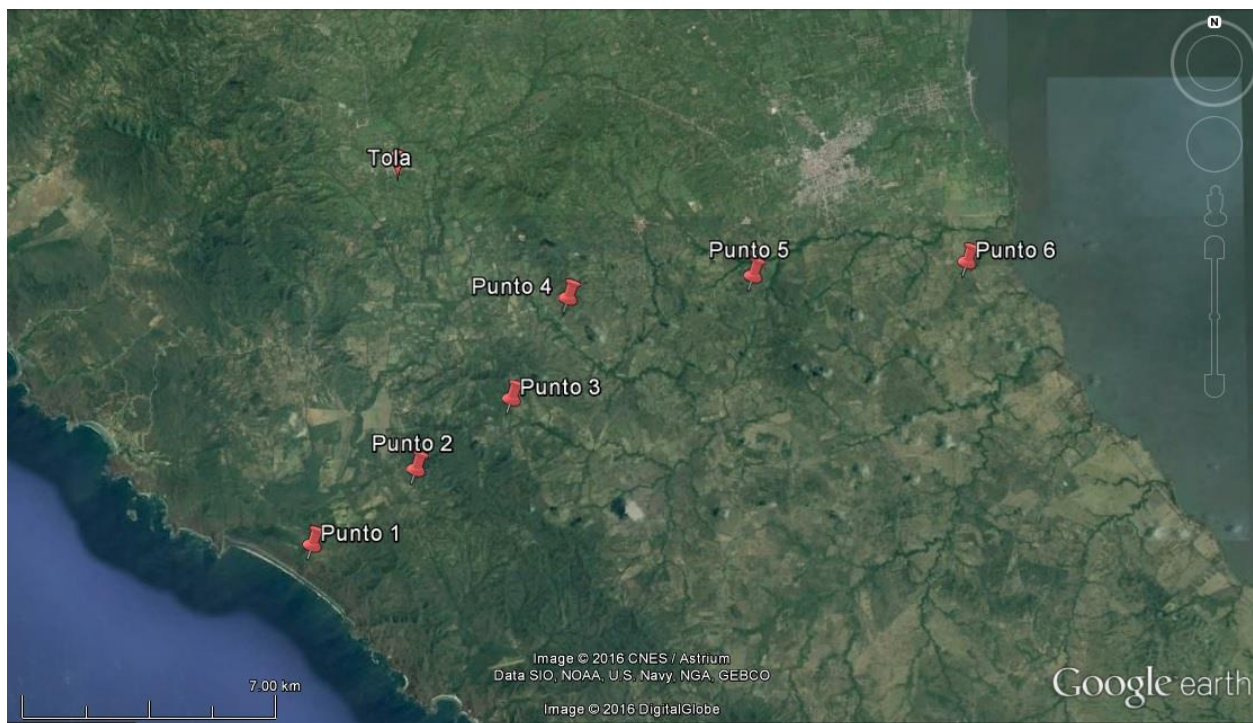 N
Tola
Punto 5
Punto 6
Punto 4
Punto 3
Punto 2
Punto 1
Image © 2016 CNES / Astrium
Data SIO, NOAA, U.S. Navy, NGA, GEBCO
7.00 km
Google earth
Image © 2016 DigitalGlobe